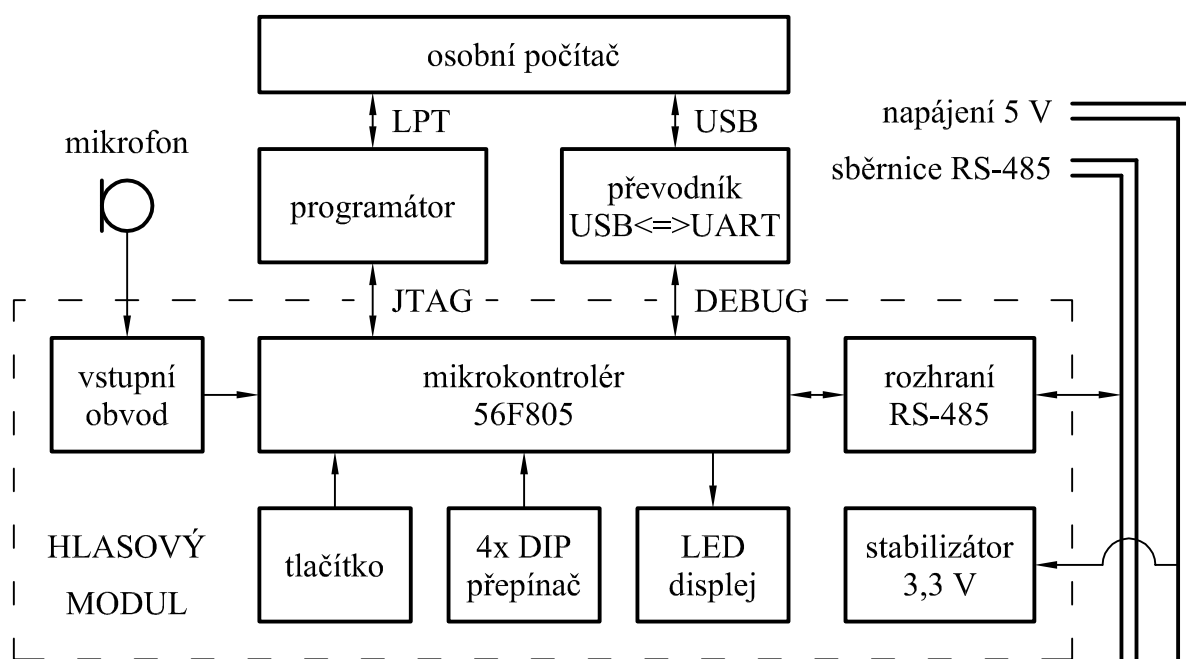 osobní počítač
LPT
USB
napájení 5 V
mikrofon
sběrnice RS-485
programátor
převodník
USB<=>UART
JTAG
DEBUG
vstupní
obvod
mikrokontrolér
56F805
rozhraní
RS-485
HLASOVÝ
MODUL
tlačítko
4x DIP
přepínač
LED
displej
stabilizátor
3,3 V